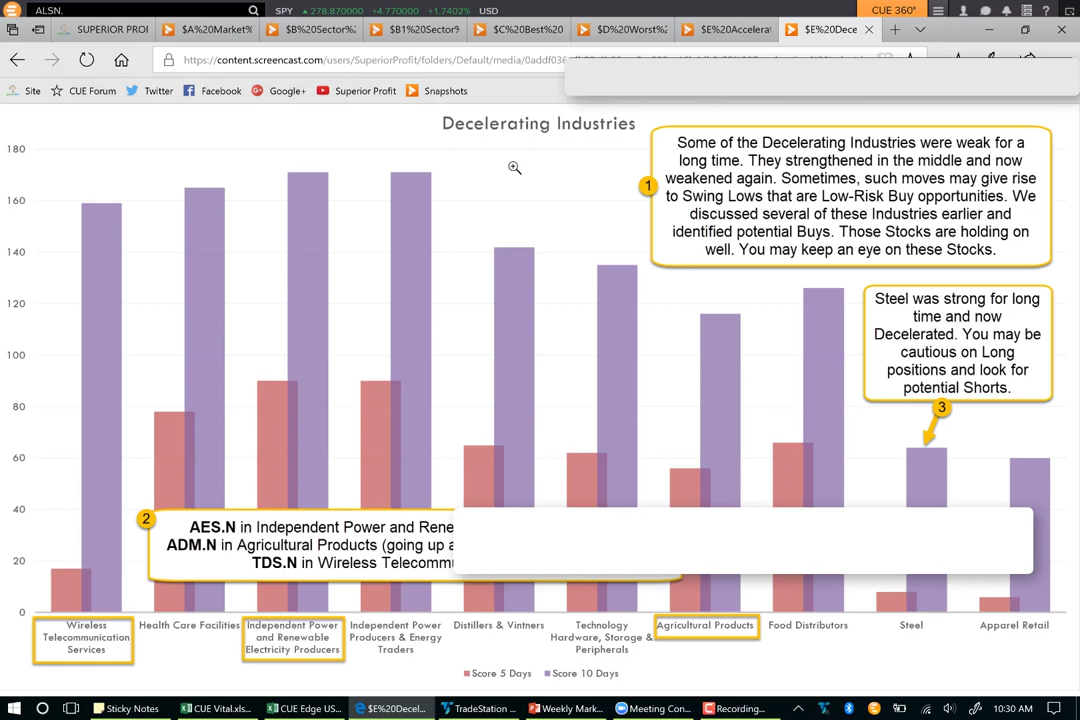 ALSN.
SPY ▲ 278.870000 +4.770000 +1.7402% USD
CUE 360°
?
SUPERIOR PROF
$A%20Market%
$B%20Sector%
$B1%20Sector9
$C%20Best%20
$D%20Worst%2
$E%20Accelera
$E%20Dece
https://content.screencast.com/users/SuperiorProfit/folders/Default/media/0addf036
Site
CUE Forum
Twitter
Facebook
Google+
Superior Profit
Snapshots
Decelerating Industries
180
160
140
120
100
80
60
40
20
0
1
Some of the Decelerating Industries were weak for a
long time. They strengthened in the middle and now
weakened again. Sometimes, such moves may give rise
to Swing Lows that are Low-Risk Buy opportunities. We
discussed several of these Industries earlier and
identified potential Buys. Those Stocks are holding on
well. You may keep an eye on these Stocks.
Steel was strong for long
time and now
Decelerated. You may be
cautious on Long
positions and look for
potential Shorts.
3
2
AES.N in Independent Power and Rene
ADM.N in Agricultural Products (going up
TDS.N in Wireless Telecomm
Wireless
Telecommunication
Services
Health Care Facilities
Independent Power
and Renewable
Electricity Producers
Independent Power
Producers & Energy
Traders
Distillers & Vintners
Technology
Hardware, Storage &
Peripherals
Agricultural Products
Food Distributors
Steel
Apparel Retail
Score 5 Days
Score 10 Days
Sticky Notes
CUE Vital.xls...
CUE Edge US...
$E%20Decel...
TradeStation ...
Weekly Mark...
Meeting Con...
Recording...
10:30 AM